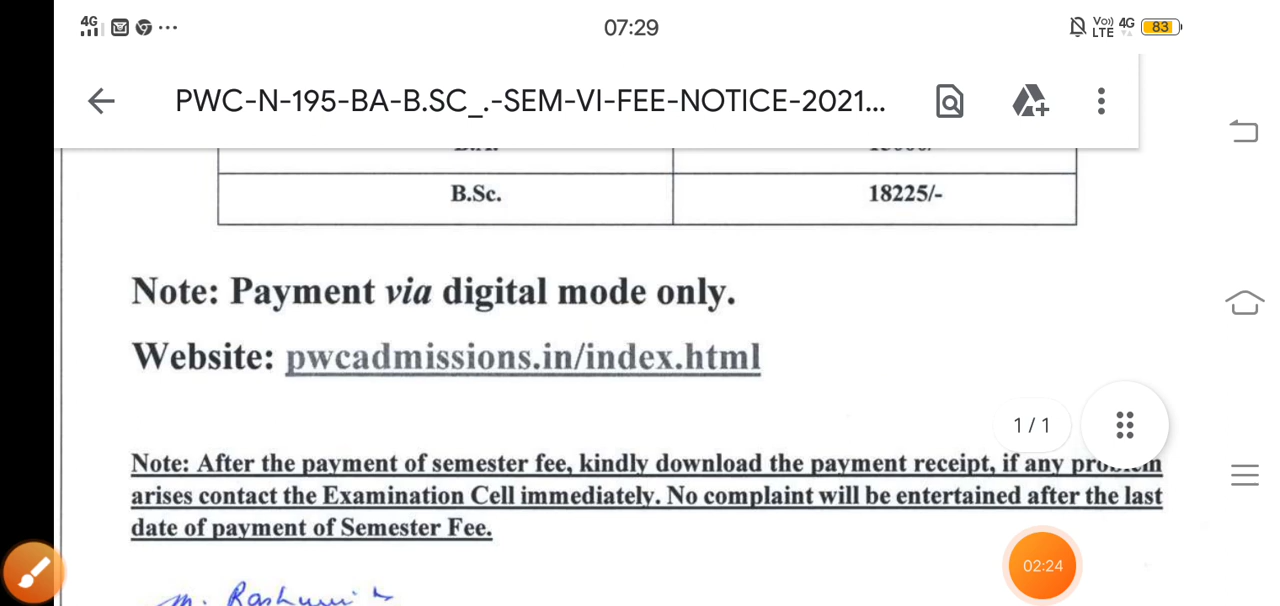 4G 07:29 Vo)) LTE 4G 83
PWC-N-195-BA-B.SC_.-SEM-VI-FEE-NOTICE-2021...
B.Sc. 18225/-
Note: Payment via digital mode only.
Website: pwcadmissions.in/index.html
1 / 1
Note: After the payment of semester fee, kindly download the payment receipt, if any problem
arises contact the Examination Cell immediately. No complaint will be entertained after the last
date of payment of Semester Fee.
02:24